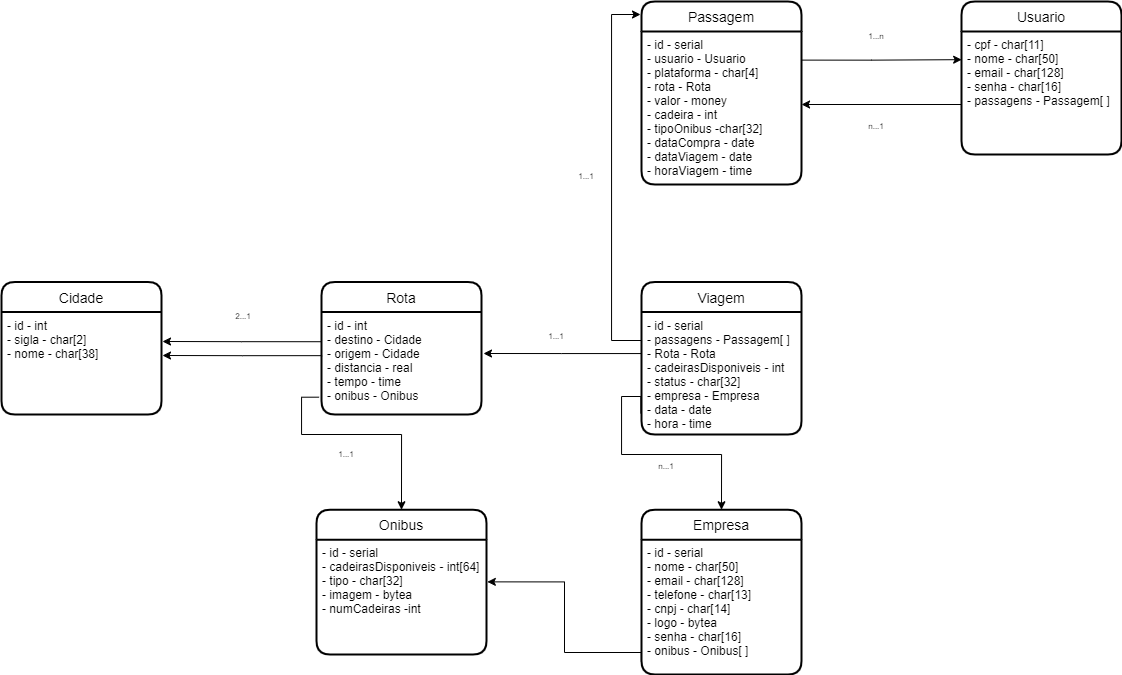 Passagem
- id - serial
- usuario - Usuario
- plataforma - char[4]
- rota - Rota
- valor - money
- cadeira - int
- tipoOnibus -char[32]
- dataCompra - date
- dataViagem - date
- horaViagem - time
1...n
n...1
Usuario
- cpf - char[11]
- nome - char[50]
- email - char[128]
- senha - char[16]
- passagens - Passagem[ ]
1...1
Cidade
- id - int
- sigla - char[2]
- nome - char[38]
2...1
Rota
- id - int
- destino - Cidade
- origem - Cidade
- distancia - real
- tempo - time
- onibus - Onibus
1...1
Viagem
- id - serial
- passagens - Passagem[ ]
- Rota - Rota
- cadeirasDisponiveis - int
- status - char[32]
- empresa - Empresa
- data - date
- hora - time
1...1
n...1
Onibus
- id - serial
- cadeirasDisponiveis - int[64]
- tipo - char[32]
- imagem - bytea
- numCadeiras -int
Empresa
- id - serial
- nome - char[50]
- email - char[128]
- telefone - char[13]
- cnpj - char[14]
- logo - bytea
- senha - char[16]
- onibus - Onibus[ ]